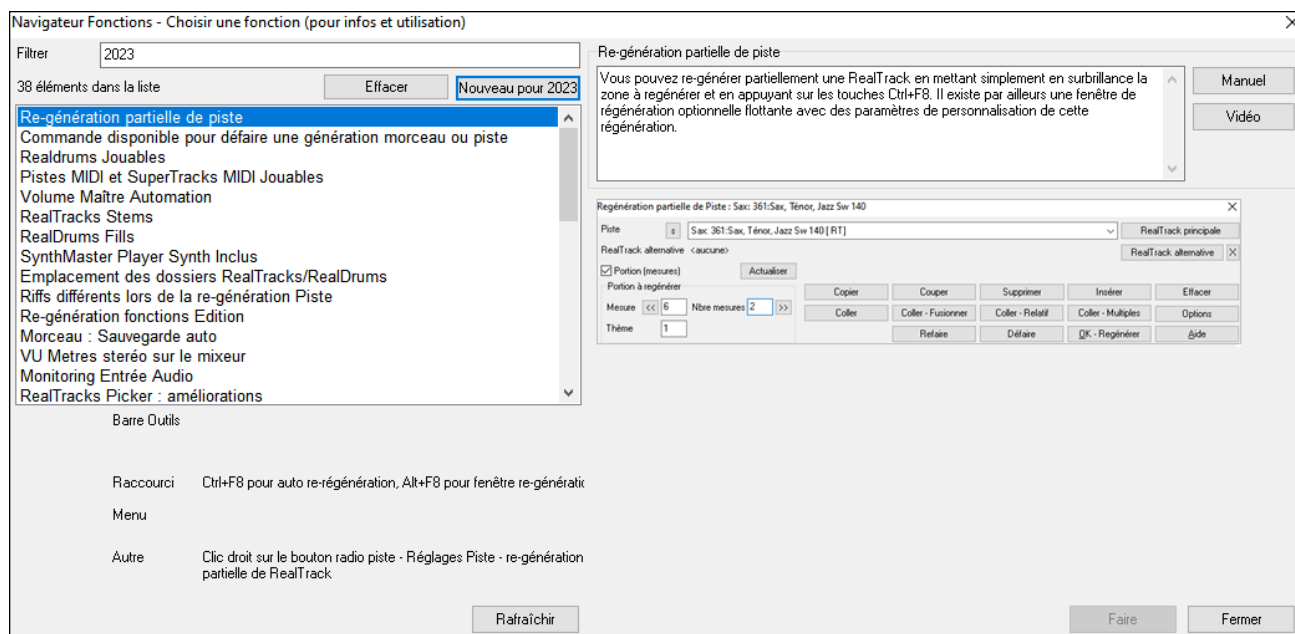 Navigateur Fonctions - Choisir une fonction (pour infos et utilisation)
Filtrer 2023
38 éléments dans la liste Effacer Nouveau pour 2023
Re-génération partielle de piste
Commande disponible pour défaire une génération morceau ou piste
Realdrums Jouables
Pistes MIDI et SuperTracks MIDI Jouables
Volume Maître Automation
RealTracks Stems
RealDrums Fills
SynthMaster Player Synth Inclus
Emplacement des dossiers RealTracks/RealDrums
Riffs différents lors de la re-génération Piste
Re-génération fonctions Edition
Morceau : Sauvegarde auto
VU Metres steréo sur le mixeur
Monitoring Entrée Audio
RealTracks Picker : améliorations
Barre Outils
Raccourci Ctrl+F8 pour auto re-régénération, Alt+F8 pour fenêtre re-génératic
Menu
Autre Clic droit sur le bouton radio piste - Réglages Piste - re-génération
partielle de RealTrack
Rafraîchir
Re-génération partielle de piste
Vous pouvez re-générer partiellement une RealTrack en mettant simplement en surbrillance la
zone à regénérer et en appuyant sur les touches Ctrl+F8. Il existe par ailleurs une fenêtre de
régénération optionnelle flottante avec des paramètres de personnalisation de cette
régénération.
Manuel
Vidéo
Regénération partielle de Piste : Sax: 361:Sax, Ténor, Jazz Sw 140
Piste s Sax: 361:Sax, Ténor, Jazz Sw 140 [ RT] RealTrack principale
RealTrack alternative <aucune> RealTrack alternative X
Portion (mesures) Actualiser
Portion à regénérer Copier Couper Supprimer Insérer Effacer
Mesure << 6 Nbre mesures 2 >> Coller Coller - Fusionner Coller - Relatif Coller - Multiples Options
Thème 1 Refaire Défaire OK - Regénérer Aide
Faire Fermer